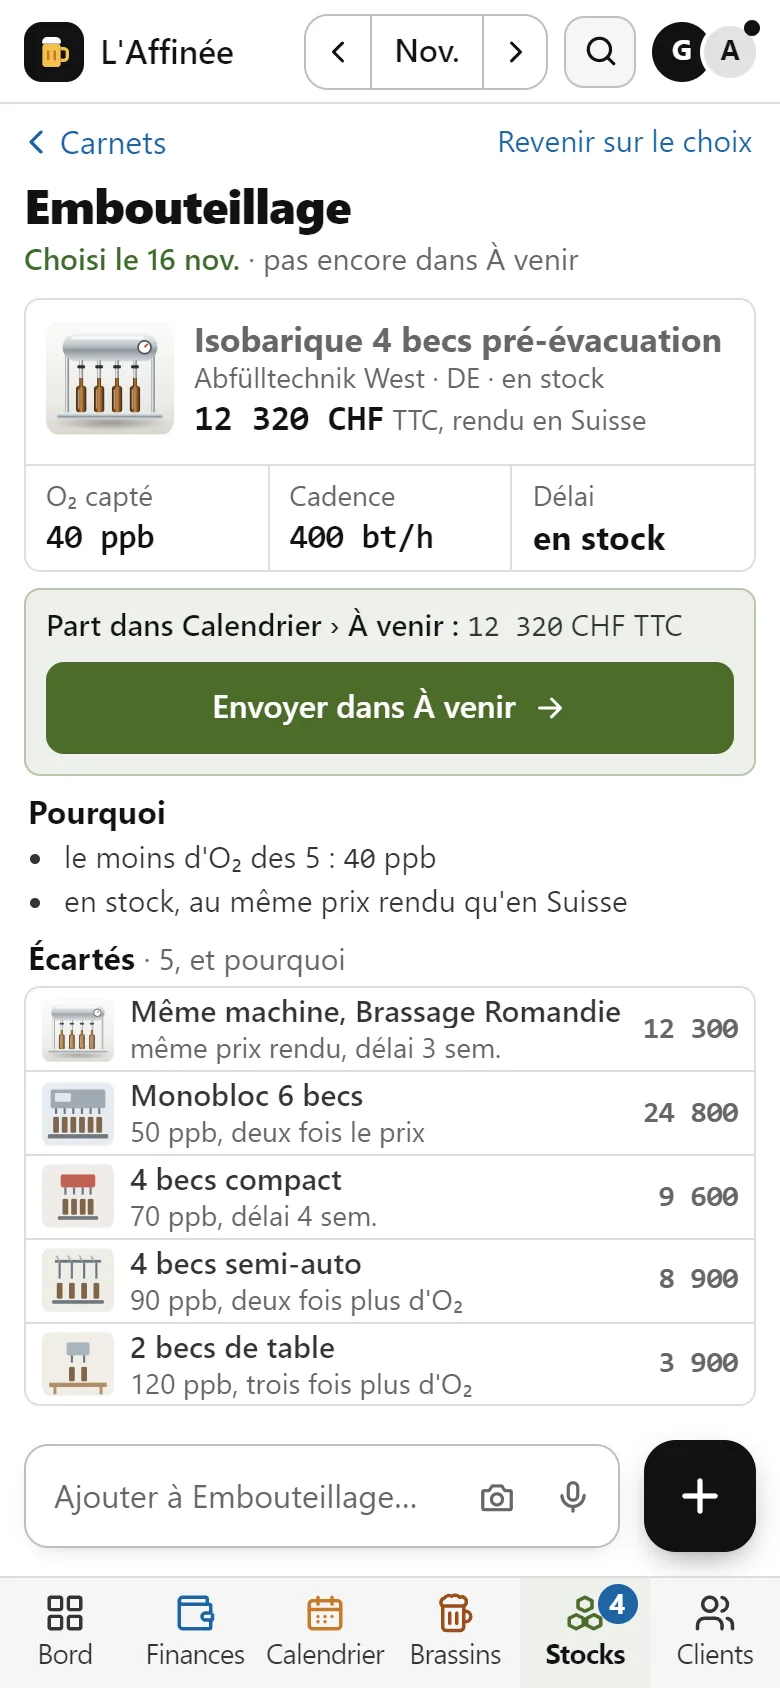 L'Affinée
Nov.
G
A
Carnets
Revenir sur le choix
Embouteillage
Choisi le 16 nov. · pas encore dans À venir
Isobarique 4 becs pré-évacuation
Abfülltechnik West · DE · en stock
12 320 CHF TTC, rendu en Suisse
O₂ capté
40 ppb
Cadence
400 bt/h
Délai
en stock
Part dans Calendrier › À venir : 12 320 CHF TTC
Envoyer dans À venir →
Pourquoi
• le moins d'O₂ des 5 : 40 ppb
• en stock, au même prix rendu qu'en Suisse
Écartés · 5, et pourquoi
Même machine, Brassage Romandie
même prix rendu, délai 3 sem.
12 300
Monobloc 6 becs
50 ppb, deux fois le prix
24 800
4 becs compact
70 ppb, délai 4 sem.
9 600
4 becs semi-auto
90 ppb, deux fois plus d'O₂
8 900
2 becs de table
120 ppb, trois fois plus d'O₂
3 900
Ajouter à Embouteillage...
Bord
Finances
Calendrier
Brassins
4
Stocks
Clients